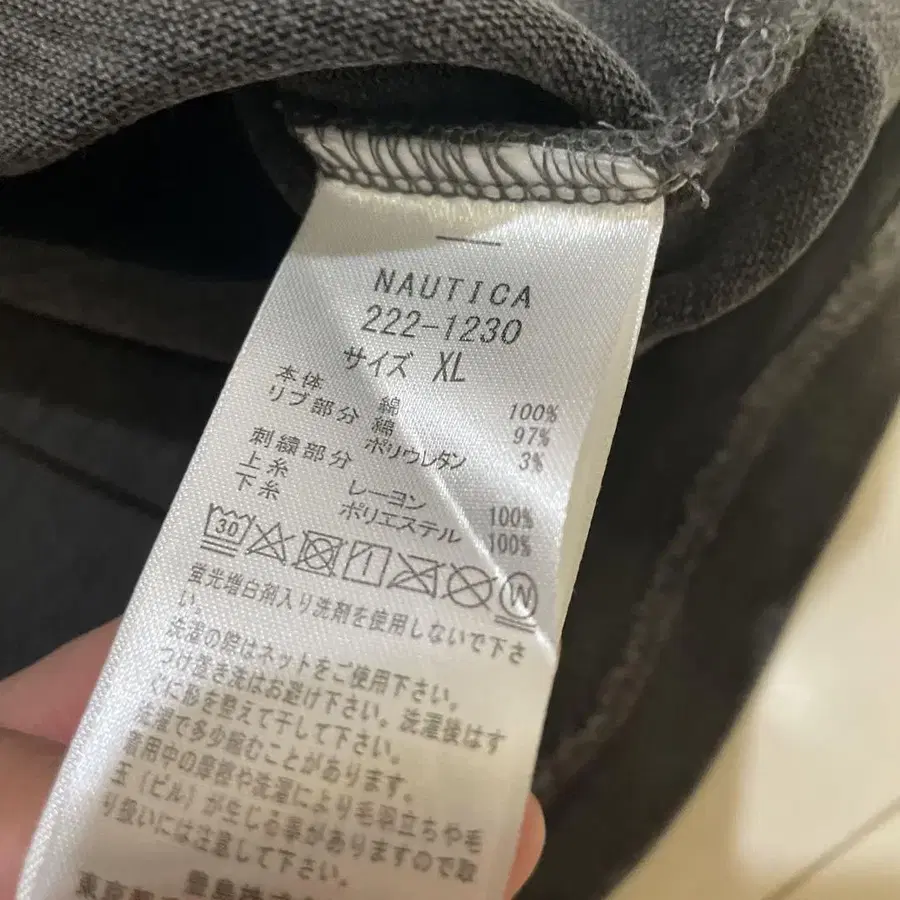 NAUTICA
222-1230
サイズ XL
本体 綿 100%
リブ部分 綿 97%
ポリウレタン 3%
刺繍部分
上糸 レーヨン 100%
下糸 ポリエステル 100%
30 W
蛍光増白剤入り洗剤を使用しないで下さ
い。
洗濯の際はネットをご使用下さい。
つけ置き洗はお避け下さい。洗濯後はす
ぐに形を整えて干して下さい。
洗濯で多少縮むことがあります。
着用中の摩擦や洗濯により毛羽立ちや毛
玉(ピル)が生じる事がありますので取
り扱いには注意して下さい。
豊島株式
東京都